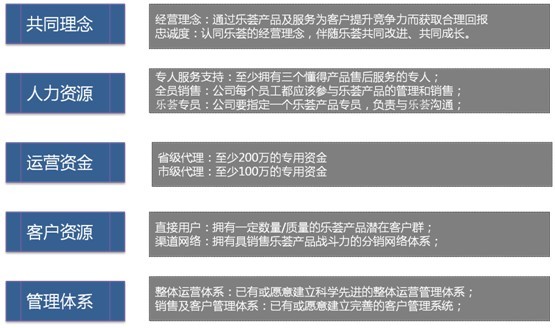 共同理念
经营理念：通过乐荟产品及服务为客户提升竞争力而获取合理回报
忠诚度：认同乐荟的经营理念，伴随乐荟共同改进、共同成长。
人力资源
专人服务支持：至少拥有三个懂得产品售后服务的专人；
全员销售：公司每个员工都应该参与乐荟产品的管理和销售；
乐荟专员：公司要指定一个乐荟产品专员，负责与乐荟沟通；
运营资金
省级代理：至少200万的专用资金
市级代理：至少100万的专用资金
客户资源
直接用户：拥有一定数量/质量的乐荟产品潜在客户群；
渠道网络：拥有具销售乐荟产品战斗力的分销网络体系；
管理体系
整体运营体系：已有或愿意建立科学先进的整体运营管理体系；
销售及客户管理体系：已有或愿意建立完善的客户管理系统；